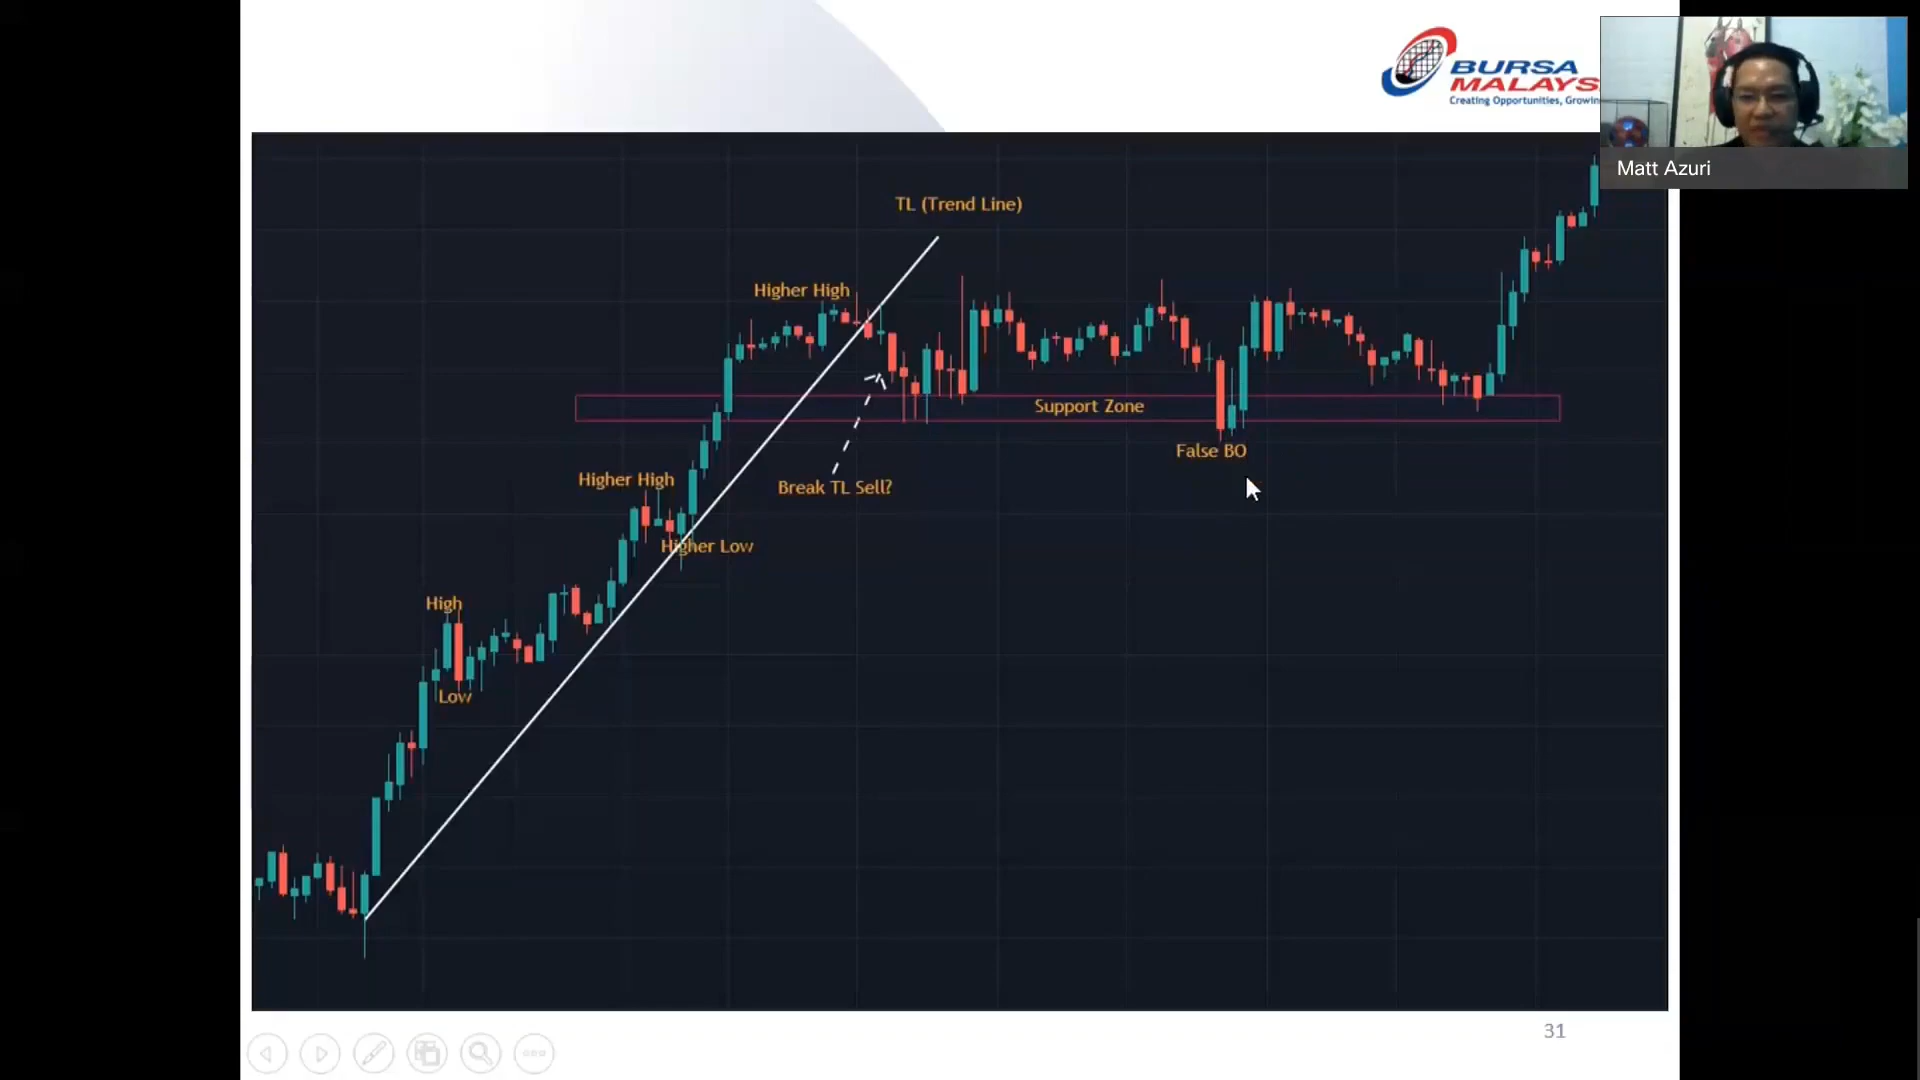 BURSA
MALAYS
Creating Opportunities, Growin
Matt Azuri
TL (Trend Line)
Higher High
Support Zone
False BO
Higher High
Break TL Sell?
Higher Low
High
Low
31